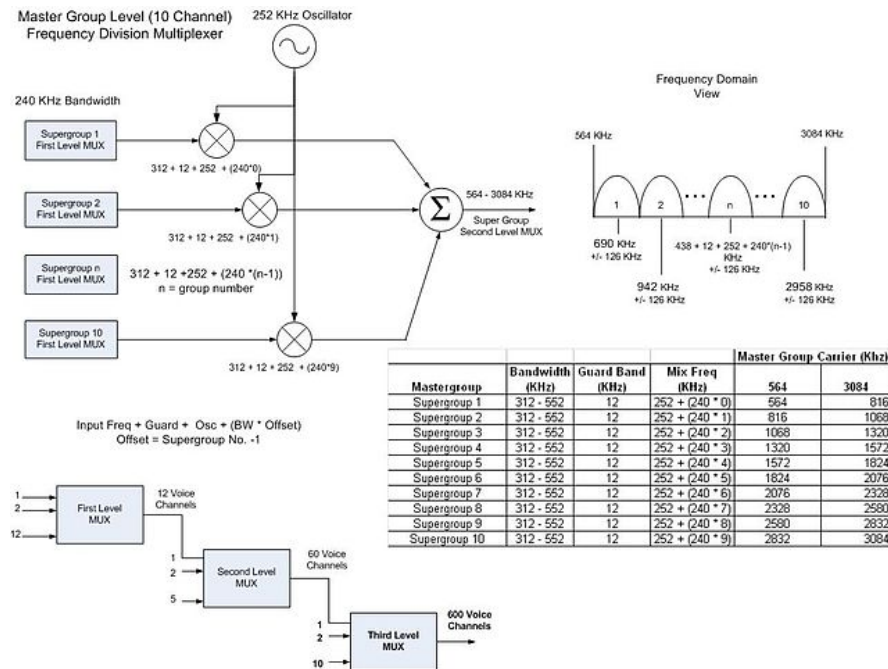 Master Group Level (10 Channel)
Frequency Division Multiplexer
252 KHz Oscillator
240 KHz Bandwidth
Supergroup 1
First Level MUX
312 + 12 + 252 + (240*0)
Supergroup 2
First Level MUX
312 + 12 + 252 + (240*1)
Supergroup n
First Level MUX
312 + 12 +252 + (240 *(n-1))
n = group number
Supergroup 10
First Level MUX
312 + 12 + 252 + (240*9)
Σ
564 - 3084 KHz
Super Group
Second Level MUX
Frequency Domain
View
564 KHz
3084 KHz
1
2
...
n
...
10
690 KHz
+/- 126 KHz
942 KHz
+/- 126 KHz
438 + 12 + 252 + 240*(n-1)
KHz
+/- 126 KHz
2958 KHz
+/- 126 KHz
Input Freq + Guard + Osc + (BW * Offset)
Offset = Supergroup No. -1
Master Group Carrier (Khz)
Mastergroup Bandwidth (KHz) Guard Band (KHz) Mix Freq (KHz) 564 3084
Supergroup 1 312 - 552 12 252 + (240 * 0) 564 816
Supergroup 2 312 - 552 12 252 + (240 * 1) 816 1068
Supergroup 3 312 - 552 12 252 + (240 * 2) 1068 1320
Supergroup 4 312 - 552 12 252 + (240 * 3) 1320 1572
Supergroup 5 312 - 552 12 252 + (240 * 4) 1572 1824
Supergroup 6 312 - 552 12 252 + (240 * 5) 1824 2076
Supergroup 7 312 - 552 12 252 + (240 * 6) 2076 2328
Supergroup 8 312 - 552 12 252 + (240 * 7) 2328 2580
Supergroup 9 312 - 552 12 252 + (240 * 8) 2580 2832
Supergroup 10 312 - 552 12 252 + (240 * 9) 2832 3084
1
2
12
First Level
MUX
12 Voice
Channels
1
2
5
Second Level
MUX
60 Voice
Channels
1
2
10
Third Level
MUX
600 Voice
Channels